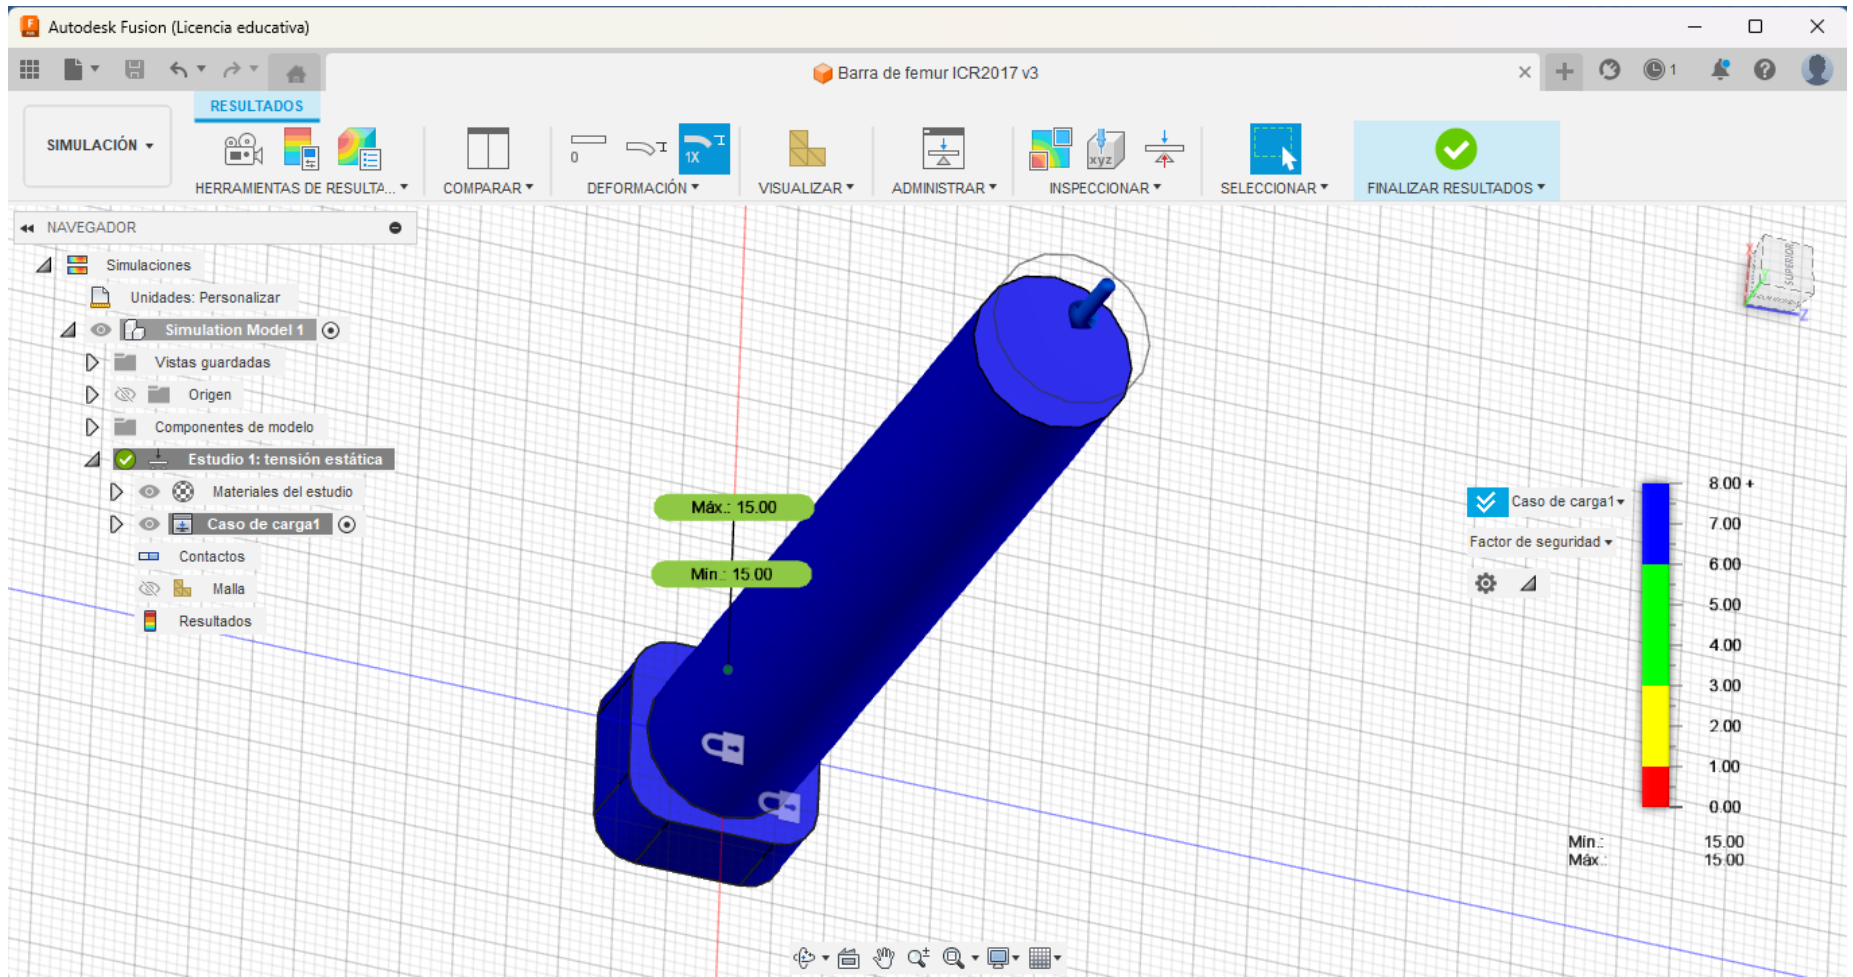 Autodesk Fusion (Licencia educativa)
Barra de femur ICR2017 v3
1
RESULTADOS
SIMULACIÓN
0
1X
xyz
HERRAMIENTAS DE RESULTA...
COMPARAR
DEFORMACIÓN
VISUALIZAR
ADMINISTRAR
INSPECCIONAR
SELECCIONAR
FINALIZAR RESULTADOS
NAVEGADOR
Simulaciones
Unidades: Personalizar
Simulation Model 1
Vistas guardadas
Origen
Componentes de modelo
Estudio 1: tensión estática
Materiales del estudio
Caso de carga1
Contactos
Malla
Resultados
X
Y
Z
SUPERIOR
Máx.: 15.00
Mín.: 15.00
Caso de carga1
Factor de seguridad
8.00 +
7.00
6.00
5.00
4.00
3.00
2.00
1.00
0.00
Mín.: 15.00
Máx.: 15.00